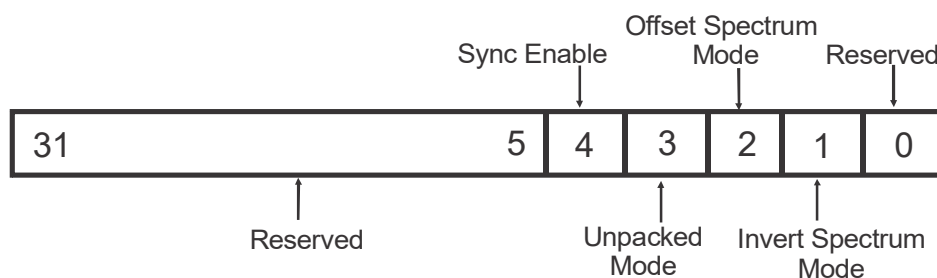 Offset Spectrum
Mode
Sync Enable
Reserved
31 5 4 3 2 1 0
Reserved
Unpacked
Mode
Invert Spectrum
Mode